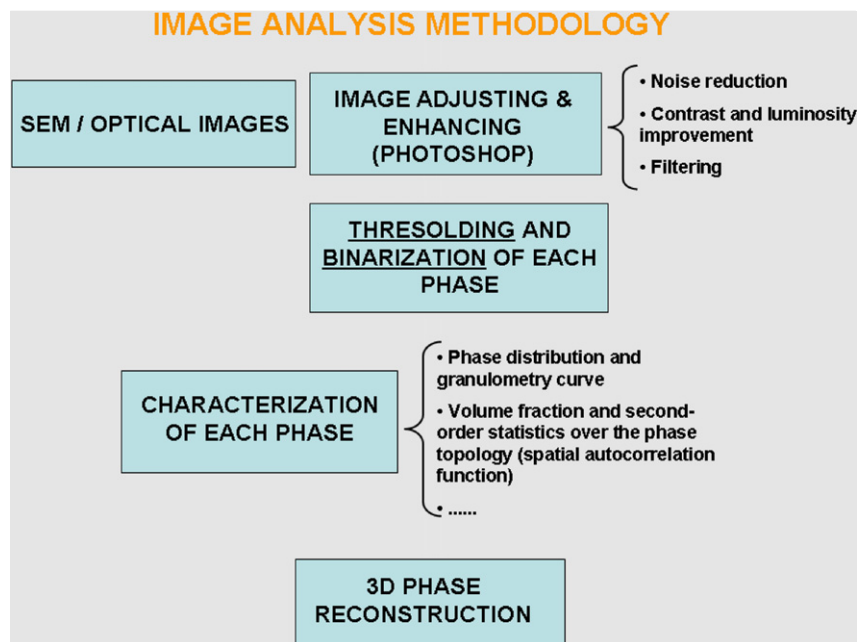 IMAGE ANALYSIS METHODOLOGY
SEM / OPTICAL IMAGES
IMAGE ADJUSTING &
ENHANCING
(PHOTOSHOP)
• Noise reduction
• Contrast and luminosity
improvement
• Filtering
THRESOLDING AND
BINARIZATION OF EACH
PHASE
CHARACTERIZATION
OF EACH PHASE
• Phase distribution and
granulometry curve
• Volume fraction and second-
order statistics over the phase
topology (spatial autocorrelation
function)
• ......
3D PHASE
RECONSTRUCTION